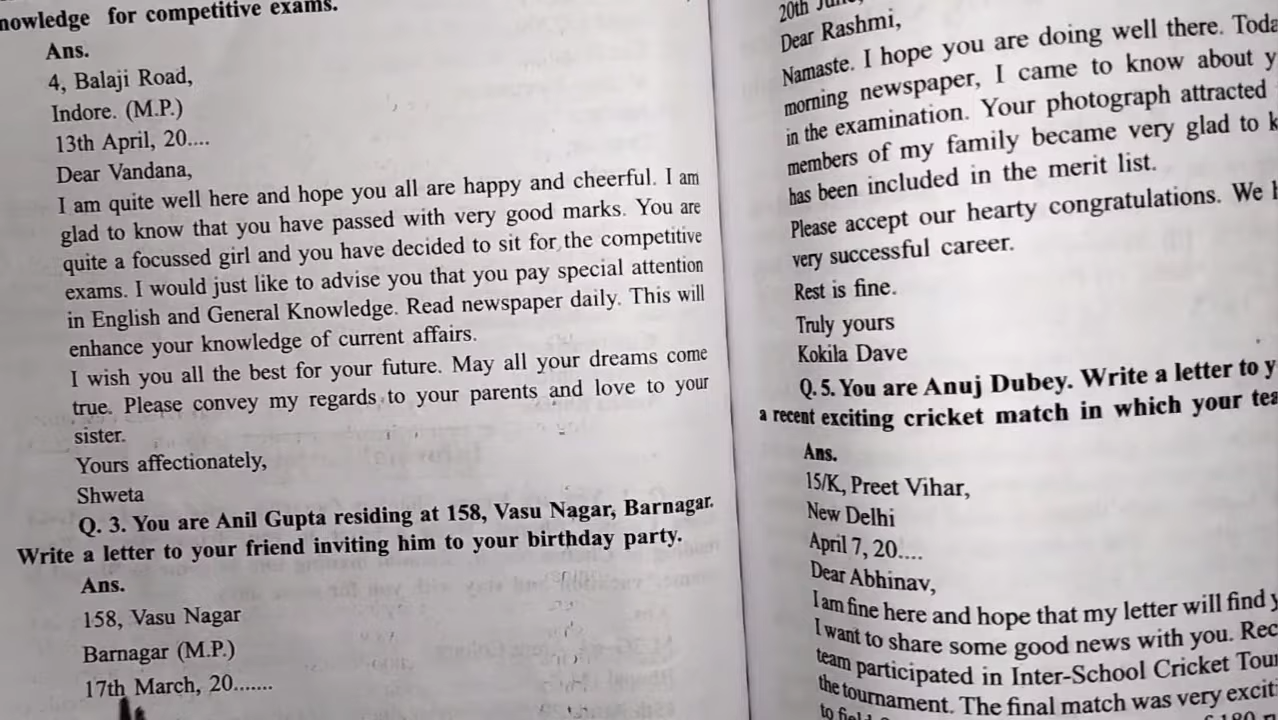 nowledge for competitive exams.
Ans.
4, Balaji Road,
Indore. (M.P.)
13th April, 20....
Dear Vandana,
I am quite well here and hope you all are happy and cheerful. I am
glad to know that you have passed with very good marks. You are
quite a focussed girl and you have decided to sit for the competitive
exams. I would just like to advise you that you pay special attention
in English and General Knowledge. Read newspaper daily. This will
enhance your knowledge of current affairs.
I wish you all the best for your future. May all your dreams come
true. Please convey my regards to your parents and love to your
sister.
Yours affectionately,
Shweta
Q. 3. You are Anil Gupta residing at 158, Vasu Nagar, Barnagar.
Write a letter to your friend inviting him to your birthday party.
Ans.
158, Vasu Nagar
Barnagar (M.P.)
17th March, 20.......
20th
Dear Rashmi,
Namaste. I hope you are doing well there. Toda
morning newspaper, I came to know about y
in the examination. Your photograph attracted
members of my family became very glad to k
has been included in the merit list.
Please accept our hearty congratulations. We
very successful career.
Rest is fine.
Truly yours
Kokila Dave
Q. 5. You are Anuj Dubey. Write a letter to y
a recent exciting cricket match in which your tea
Ans.
15/K, Preet Vihar,
New Delhi
April 7, 20....
Dear Abhinav,
I am fine here and hope that my letter will find y
I want to share some good news with you. Rec
team participated in Inter-School Cricket Tour
the tournament. The final match was very excit
to